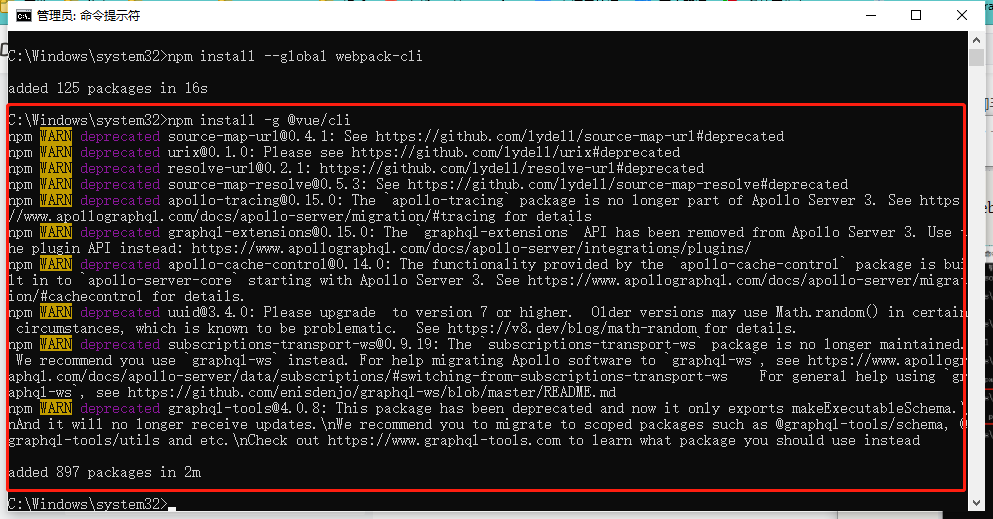 管理员: 命令提示符
C:\Windows\system32>npm install --global webpack-cli
added 125 packages in 16s
C:\Windows\system32>npm install -g @vue/cli
npm WARN deprecated source-map-url@0.4.1: See https://github.com/lydell/source-map-url#deprecated
npm WARN deprecated urix@0.1.0: Please see https://github.com/lydell/urix#deprecated
npm WARN deprecated resolve-url@0.2.1: https://github.com/lydell/resolve-url#deprecated
npm WARN deprecated source-map-resolve@0.5.3: See https://github.com/lydell/source-map-resolve#deprecated
npm WARN deprecated apollo-tracing@0.15.0: The `apollo-tracing` package is no longer part of Apollo Server 3. See https
//www.apollographql.com/docs/apollo-server/migration/#tracing for details
npm WARN deprecated graphql-extensions@0.15.0: The `graphql-extensions` API has been removed from Apollo Server 3. Use t
he plugin API instead: https://www.apollographql.com/docs/apollo-server/integrations/plugins/
npm WARN deprecated apollo-cache-control@0.14.0: The functionality provided by the `apollo-cache-control` package is bui
lt in to `apollo-server-core` starting with Apollo Server 3. See https://www.apollographql.com/docs/apollo-server/migrat
ion/#cachecontrol for details.
npm WARN deprecated uuid@3.4.0: Please upgrade  to version 7 or higher.  Older versions may use Math.random() in certain
circumstances, which is known to be problematic.  See https://v8.dev/blog/math-random for details.
npm WARN deprecated subscriptions-transport-ws@0.9.19: The `subscriptions-transport-ws` package is no longer maintained.
We recommend you use `graphql-ws` instead. For help migrating Apollo software to `graphql-ws`, see https://www.apollogr
aphql.com/docs/apollo-server/data/subscriptions/#switching-from-subscriptions-transport-ws    For general help using `gr
aphql-ws`, see https://github.com/enisdenjo/graphql-ws/blob/master/README.md
npm WARN deprecated graphql-tools@4.0.8: This package has been deprecated and now it only exports makeExecutableSchema.\
nAnd it will no longer receive updates.\nWe recommend you to migrate to scoped packages such as @graphql-tools/schema, @
graphql-tools/utils and etc.\nCheck out https://www.graphql-tools.com to learn what package you should use instead
added 897 packages in 2m
C:\Windows\system32>